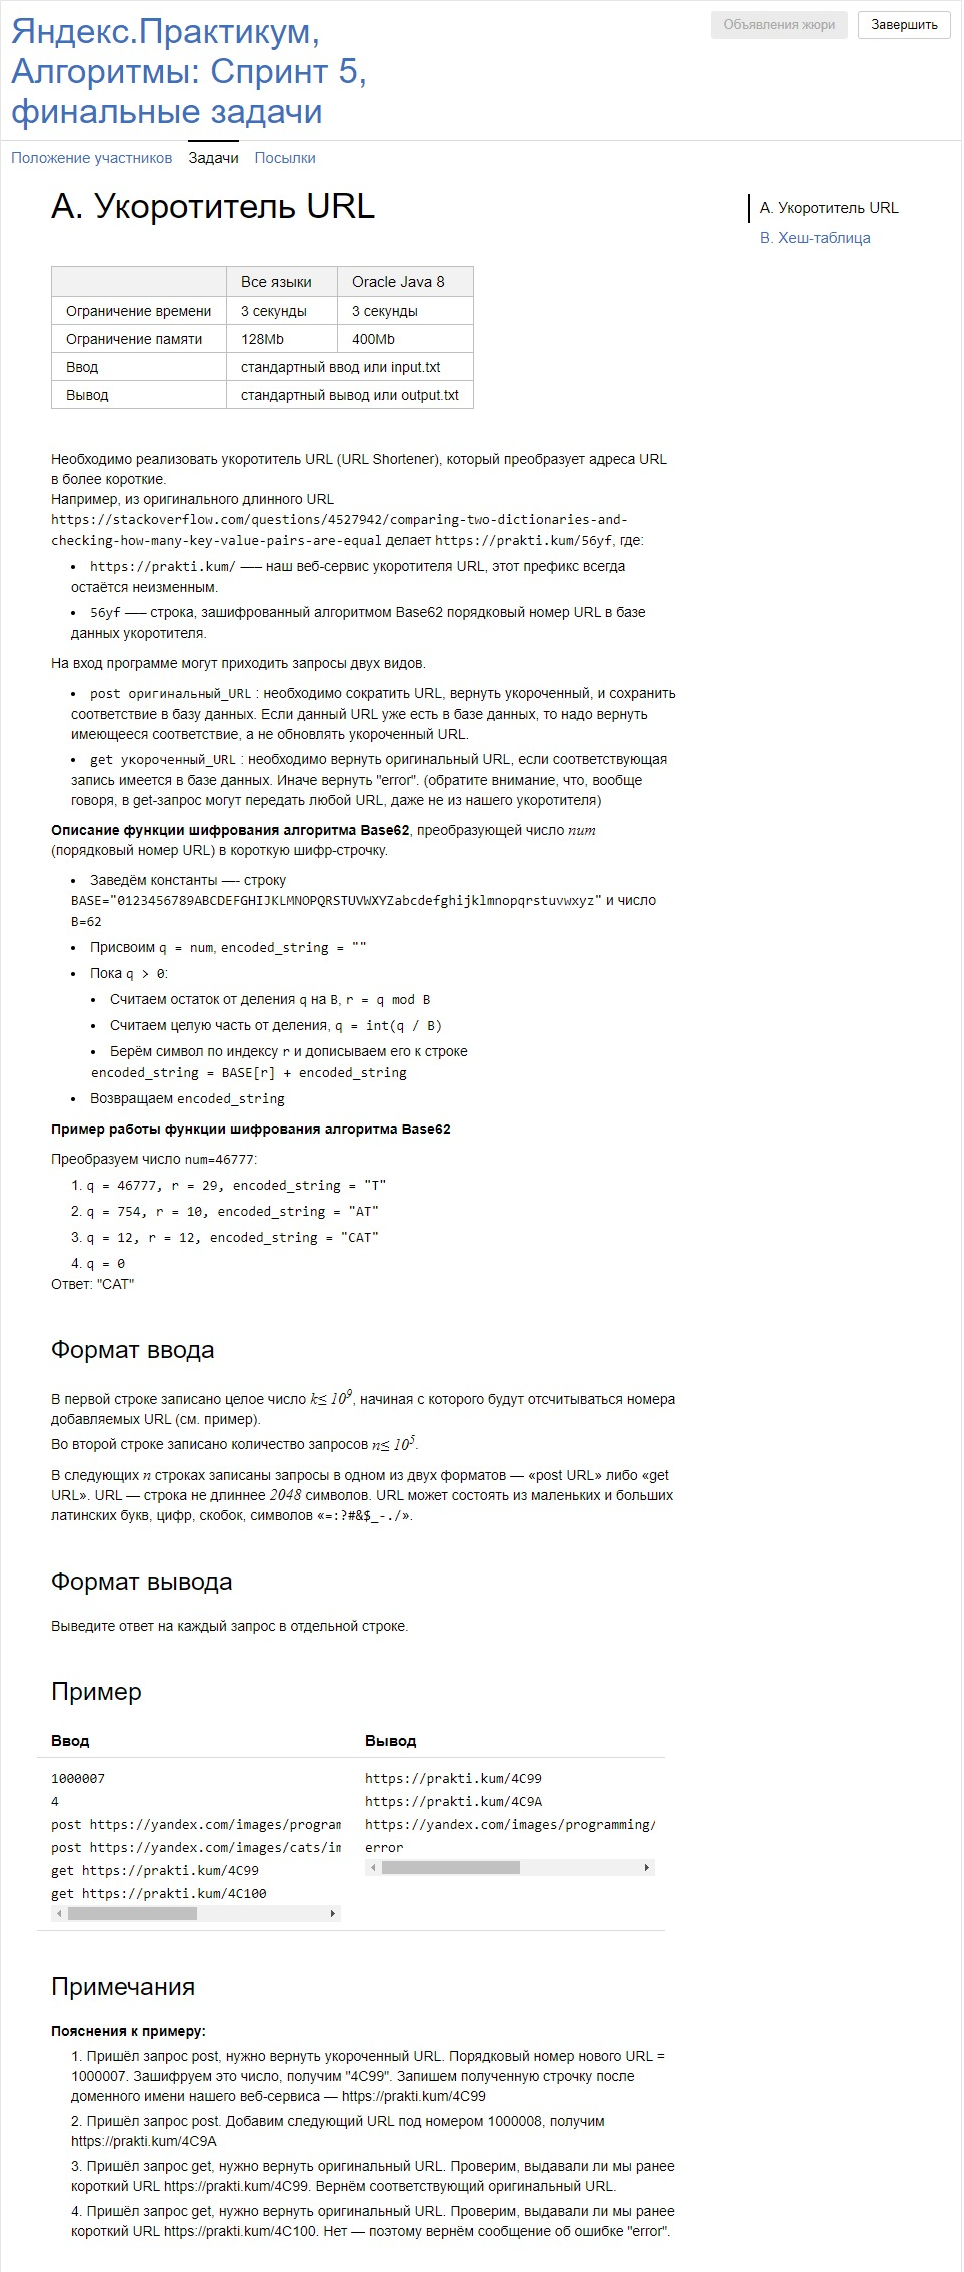 Яндекс.Практикум,
Алгоритмы: Спринт 5,
финальные задачи
Объявления жюри
Завершить
Положение участников Задачи Посылки
A. Укоротитель URL
A. Укоротитель URL
B. Хеш-таблица
Все языки Oracle Java 8
Ограничение времени 3 секунды 3 секунды
Ограничение памяти 128Mb 400Mb
Ввод стандартный ввод или input.txt
Вывод стандартный вывод или output.txt
Необходимо реализовать укоротитель URL (URL Shortener), который преобразует адреса URL
в более короткие.
Например, из оригинального длинного URL
https://stackoverflow.com/questions/4527942/comparing-two-dictionaries-and-
checking-how-many-key-value-pairs-are-equal делает https://prakti.kum/56yf, где:
• https://prakti.kum/ —– наш веб-сервис укоротителя URL, этот префикс всегда
остаётся неизменным.
• 56yf —– строка, зашифрованный алгоритмом Base62 порядковый номер URL в базе
данных укоротителя.
На вход программе могут приходить запросы двух видов.
• post оригинальный_URL : необходимо сократить URL, вернуть укороченный, и сохранить
соответствие в базу данных. Если данный URL уже есть в базе данных, то надо вернуть
имеющееся соответствие, а не обновлять укороченный URL.
• get укороченный_URL : необходимо вернуть оригинальный URL, если соответствующая
запись имеется в базе данных. Иначе вернуть "error". (обратите внимание, что, вообще
говоря, в get-запрос могут передать любой URL, даже не из нашего укоротителя)
Описание функции шифрования алгоритма Base62, преобразующей число num
(порядковый номер URL) в короткую шифр-строчку.
• Заведём константы —- строку
BASE="0123456789ABCDEFGHIJKLMNOPQRSTUVWXYZabcdefghijklmnopqrstuvwxyz" и число
B=62
• Присвоим q = num, encoded_string = ""
• Пока q > 0:
• Считаем остаток от деления q на B, r = q mod B
• Считаем целую часть от деления, q = int(q / B)
• Берём символ по индексу r и дописываем его к строке
encoded_string = BASE[r] + encoded_string
• Возвращаем encoded_string
Пример работы функции шифрования алгоритма Base62
Преобразуем число num=46777:
1. q = 46777, r = 29, encoded_string = "T"
2. q = 754, r = 10, encoded_string = "AT"
3. q = 12, r = 12, encoded_string = "CAT"
4. q = 0
Ответ: "CAT"
Формат ввода
В первой строке записано целое число k≤ 10⁹, начиная с которого будут отсчитываться номера
добавляемых URL (см. пример).
Во второй строке записано количество запросов n≤ 10⁵.
В следующих n строках записаны запросы в одном из двух форматов — «post URL» либо «get
URL». URL — строка не длиннее 2048 символов. URL может состоять из маленьких и больших
латинских букв, цифр, скобок, символов «=:?#&$_-./».
Формат вывода
Выведите ответ на каждый запрос в отдельной строке.
Пример
Ввод Вывод
1000007 https://prakti.kum/4C99
4 https://prakti.kum/4C9A
post https://yandex.com/images/program https://yandex.com/images/programming/
post https://yandex.com/images/cats/im error
get https://prakti.kum/4C99
get https://prakti.kum/4C100
Примечания
Пояснения к примеру:
1. Пришёл запрос post, нужно вернуть укороченный URL. Порядковый номер нового URL =
1000007. Зашифруем это число, получим "4C99". Запишем полученную строчку после
доменного имени нашего веб-сервиса — https://prakti.kum/4C99
2. Пришёл запрос post. Добавим следующий URL под номером 1000008, получим
https://prakti.kum/4C9A
3. Пришёл запрос get, нужно вернуть оригинальный URL. Проверим, выдавали ли мы ранее
короткий URL https://prakti.kum/4C99. Вернём соответствующий оригинальный URL.
4. Пришёл запрос get, нужно вернуть оригинальный URL. Проверим, выдавали ли мы ранее
короткий URL https://prakti.kum/4C100. Нет — поэтому вернём сообщение об ошибке "error".